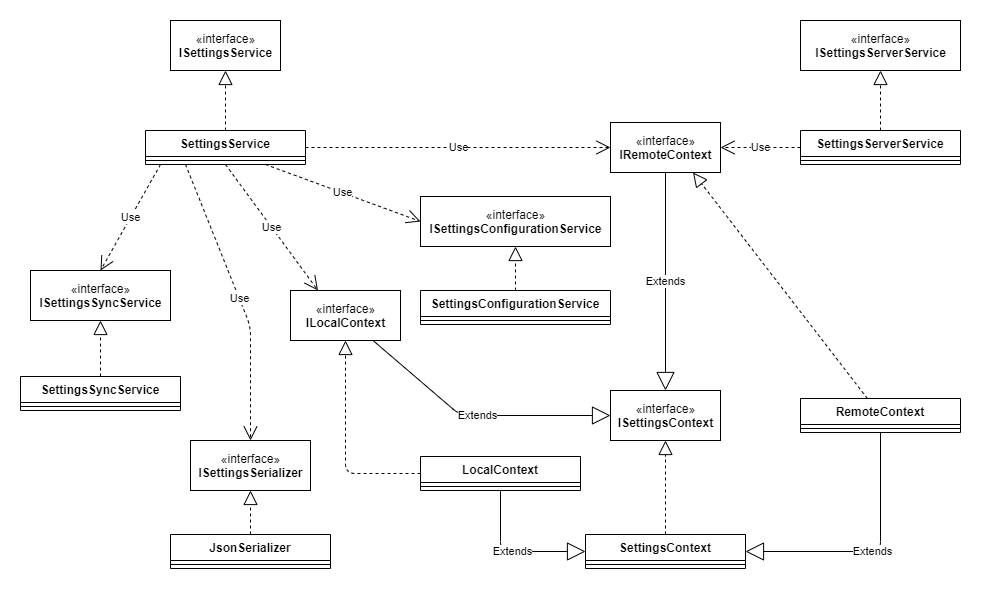 «interface»
ISettingsService
«interface»
ISettingsServerService
SettingsService
Use
«interface»
IRemoteContext
Use
SettingsServerService
Use
Use
Use
«interface»
ISettingsConfigurationService
«interface»
ISettingsSyncService
Use
«interface»
ILocalContext
SettingsConfigurationService
Extends
SettingsSyncService
Extends
«interface»
ISettingsContext
RemoteContext
«interface»
ISettingsSerializer
LocalContext
JsonSerializer
Extends
SettingsContext
Extends